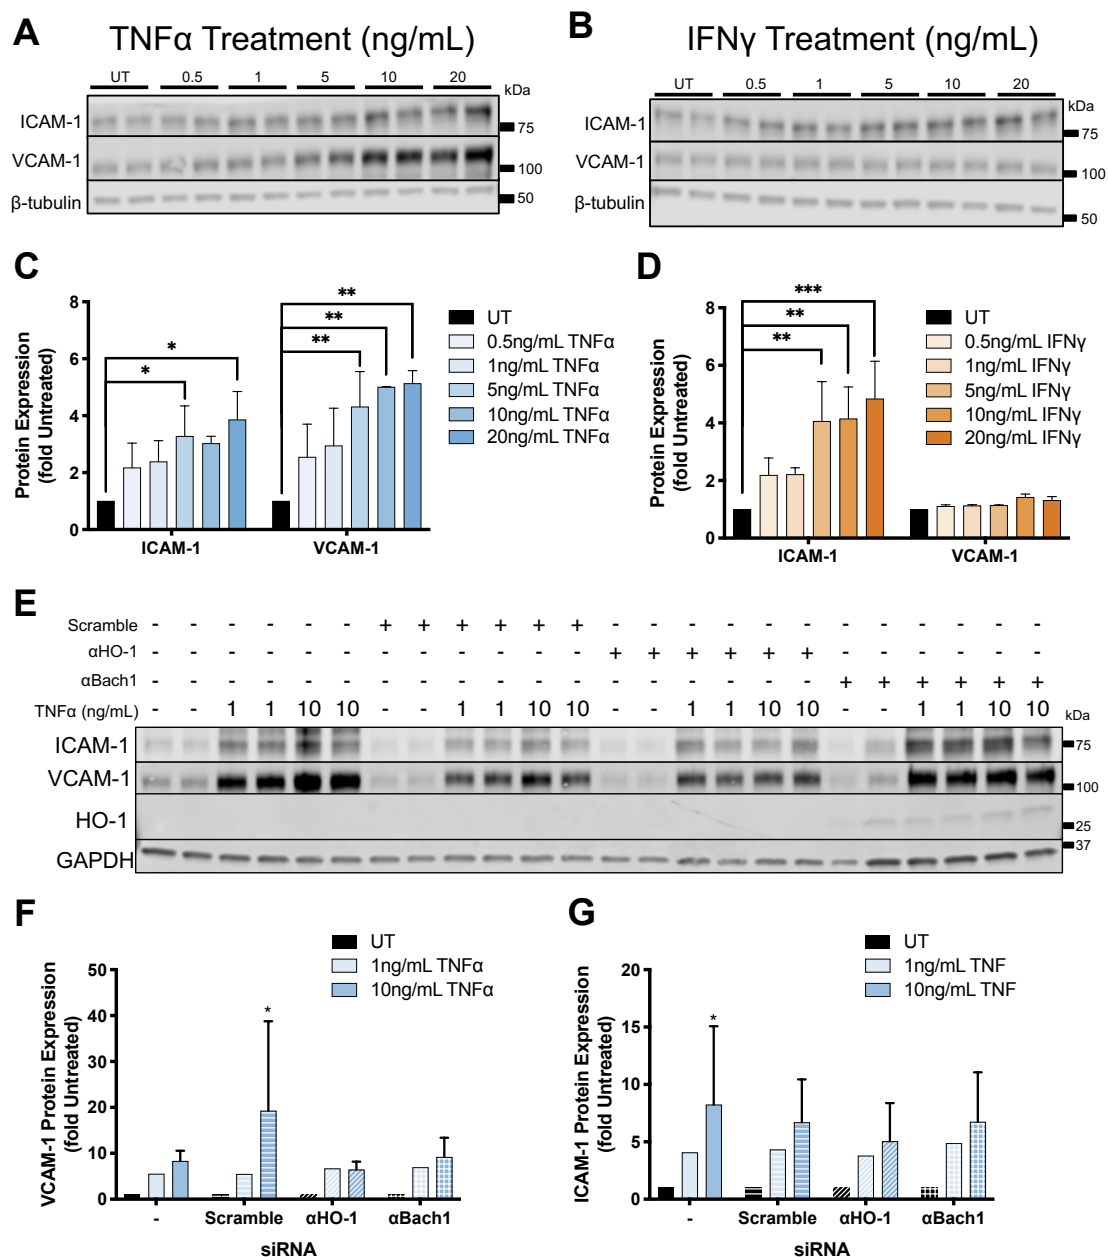 A TNFα Treatment (ng/mL)
UT 0.5 1 5 10 20
kDa
ICAM-1
75
VCAM-1
100
β-tubulin
50
B IFNγ Treatment (ng/mL)
UT 0.5 1 5 10 20
kDa
ICAM-1
75
VCAM-1
100
β-tubulin
50
C
Protein Expression
(fold Untreated)
8
6
4
2
0
* * ** ** **
ICAM-1 VCAM-1
UT
0.5ng/mL TNFα
1ng/mL TNFα
5ng/mL TNFα
10ng/mL TNFα
20ng/mL TNFα
D
Protein Expression
(fold Untreated)
8
6
4
2
0
***
**
**
ICAM-1 VCAM-1
UT
0.5ng/mL IFNγ
1ng/mL IFNγ
5ng/mL IFNγ
10ng/mL IFNγ
20ng/mL IFNγ
E
Scramble - - - - - - + + + + + + - - - - - - - - - - - -
αHO-1 - - - - - - - - - - - - + + + + + + - - - - - -
αBach1 - - - - - - - - - - - - - - - - - - + + + + + +
TNFα (ng/mL) - - 1 1 10 10 - - 1 1 10 10 - - 1 1 10 10 - - 1 1 10 10
kDa
ICAM-1
75
VCAM-1
100
HO-1
25
37
GAPDH
F
VCAM-1 Protein Expression
(fold Untreated)
50
40
30
20
10
0
UT
1ng/mL TNFα
10ng/mL TNFα
*
- Scramble αHO-1 αBach1
siRNA
G
ICAM-1 Protein Expression
(fold Untreated)
20
15
10
5
0
UT
1ng/mL TNF
10ng/mL TNF
*
- Scramble αHO-1 αBach1
siRNA